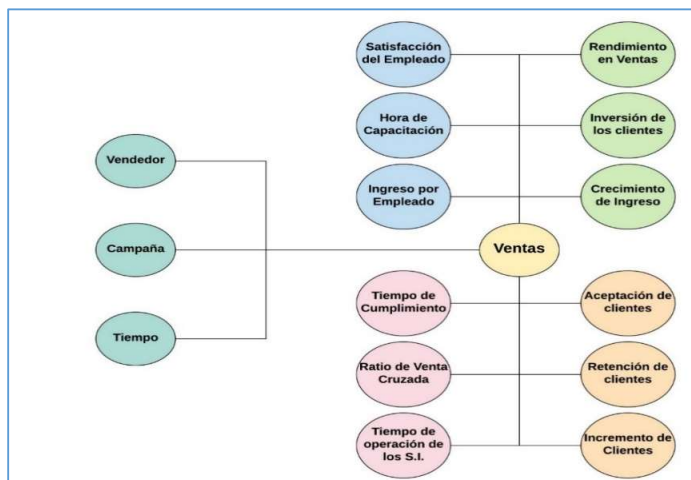 Vendedor
Campaña
Tiempo
Satisfacción
del Empleado
Hora de
Capacitación
Ingreso por
Empleado
Rendimiento
en Ventas
Inversión de
los clientes
Crecimiento
de Ingreso
Ventas
Tiempo de
Cumplimiento
Ratio de Venta
Cruzada
Tiempo de
operación de
los S.I.
Aceptación de
clientes
Retención de
clientes
Incremento de
Clientes